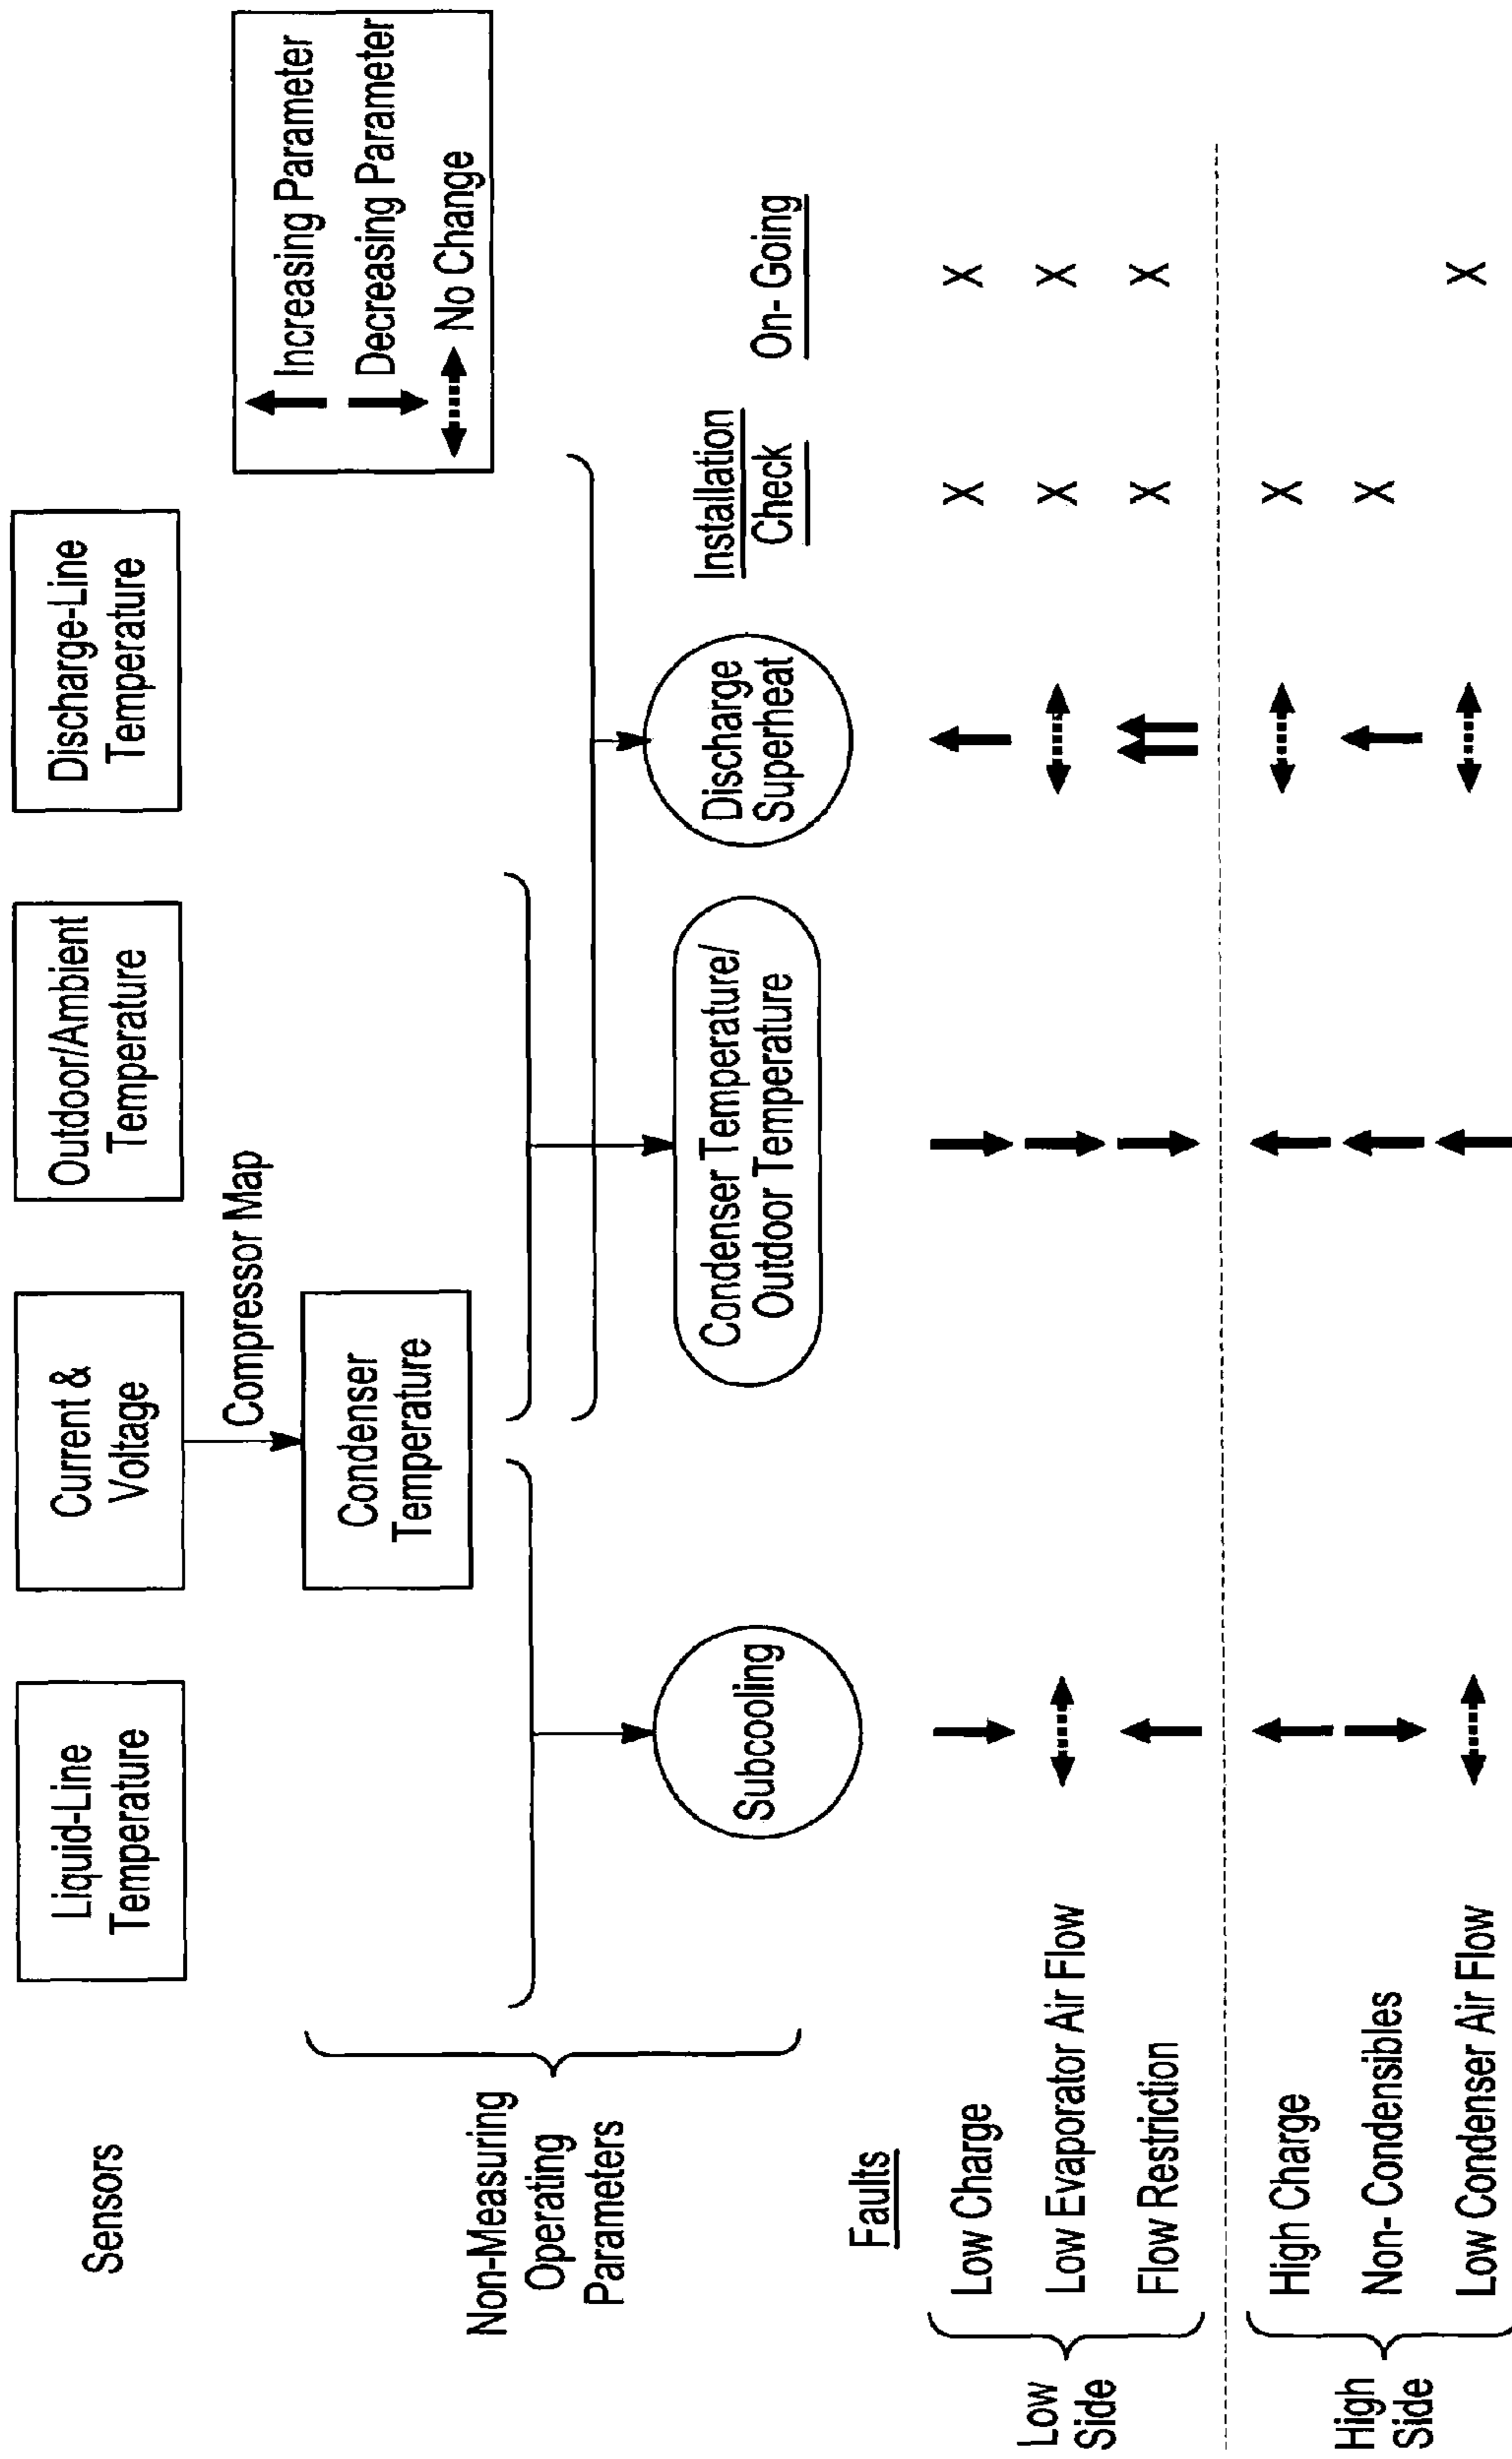 Sensors
Liquid-Line
Temperature
Current &
Voltage
Outdoor/Ambient
Temperature
Discharge-Line
Temperature
Compressor Map
Increasing Parameter
Decreasing Parameter
No Change
Condenser
Temperature
Non-Measuring
Operating
Parameters
Subcooling
Condenser Temperature/
Outdoor Temperature
Discharge
Superheat
Installation
Check
On- Going
Faults
Low
Side
Low Charge X X
Low Evaporator Air Flow X X
Flow Restriction X X
High
Side
High Charge X
Non- Condensibles X
Low Condenser Air Flow X